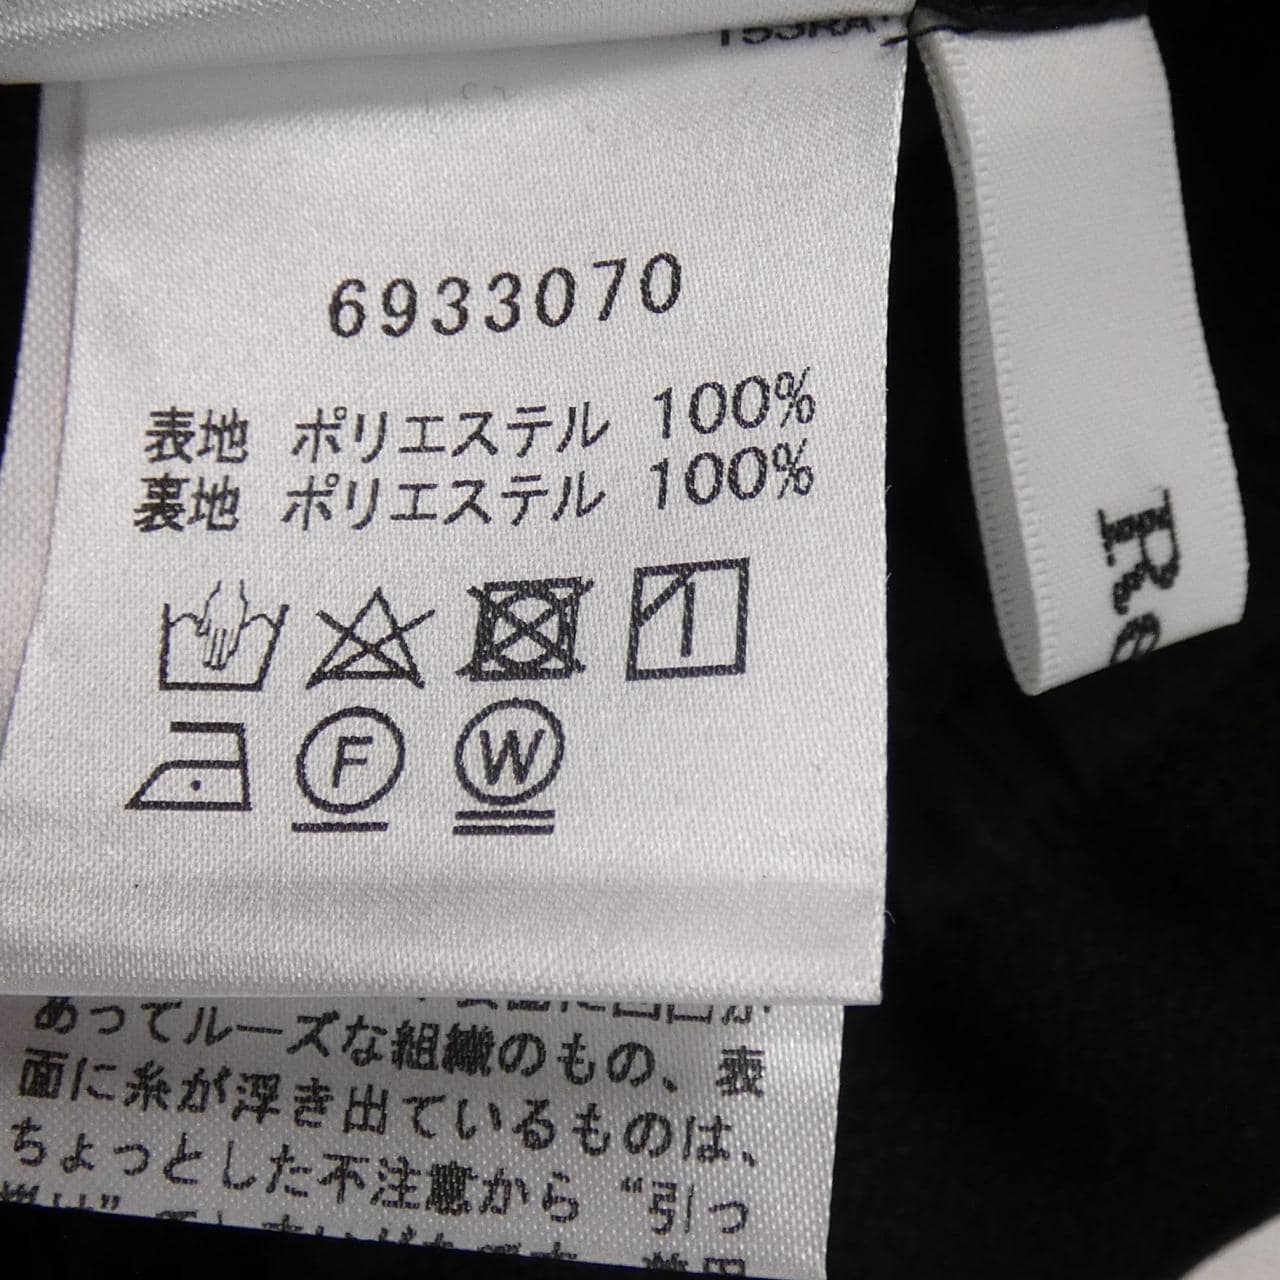 6933070
表地 ポリエステル 100%
裏地 ポリエステル 100%
F W
Re
あってルーズな組織のもの、表
面に糸が浮き出ているものは、
ちょっとした不注意から“引っ